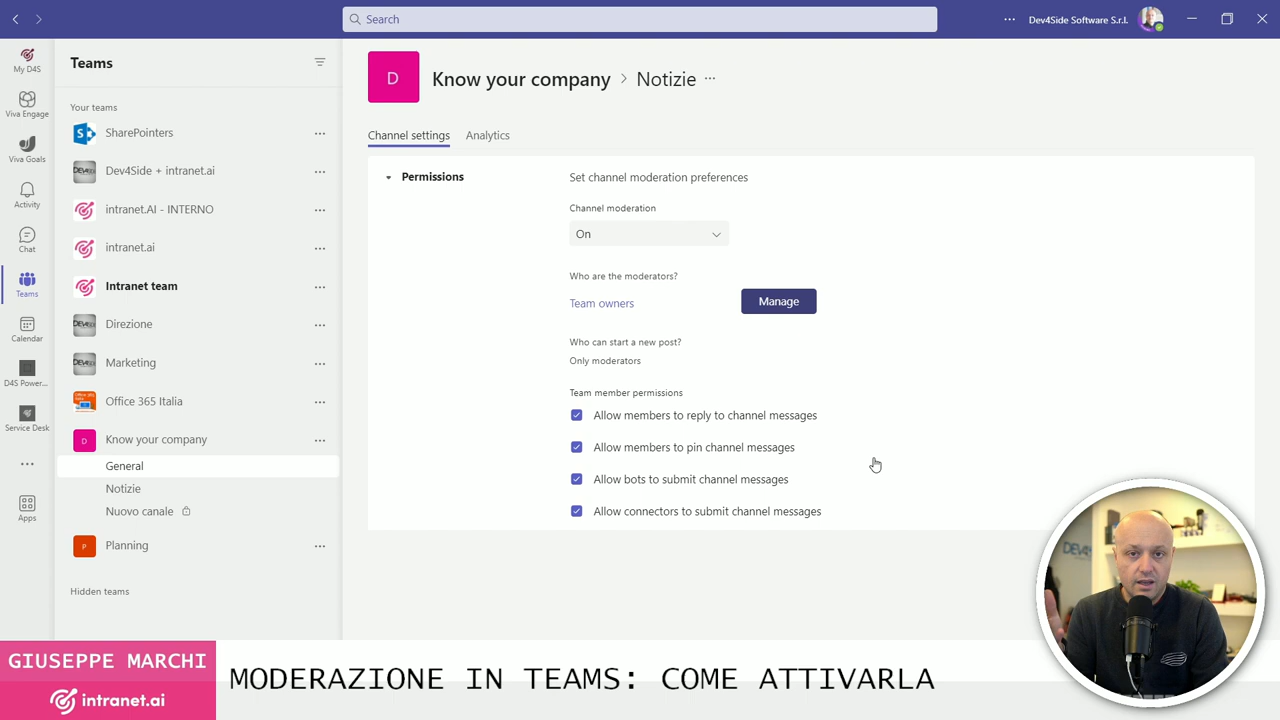 Search
Dev4Side Software S.r.l.
My D4S
Viva Engage
Viva Goals
Activity
Chat
Teams
Calendar
D4S Power...
Service Desk
Apps
Teams
Your teams
SharePointers
Dev4Side + intranet.ai
intranet.AI - INTERNO
intranet.ai
Intranet team
Direzione
Marketing
Office 365 Italia
D
Know your company
General
Notizie
Nuovo canale
P
Planning
Hidden teams
D
Know your company > Notizie ...
Channel settings
Analytics
Permissions
Set channel moderation preferences
Channel moderation
On
Who are the moderators?
Team owners
Manage
Who can start a new post?
Only moderators
Team member permissions
Allow members to reply to channel messages
Allow members to pin channel messages
Allow bots to submit channel messages
Allow connectors to submit channel messages
GIUSEPPE MARCHI
intranet.ai
MODERAZIONE IN TEAMS: COME ATTIVARLA